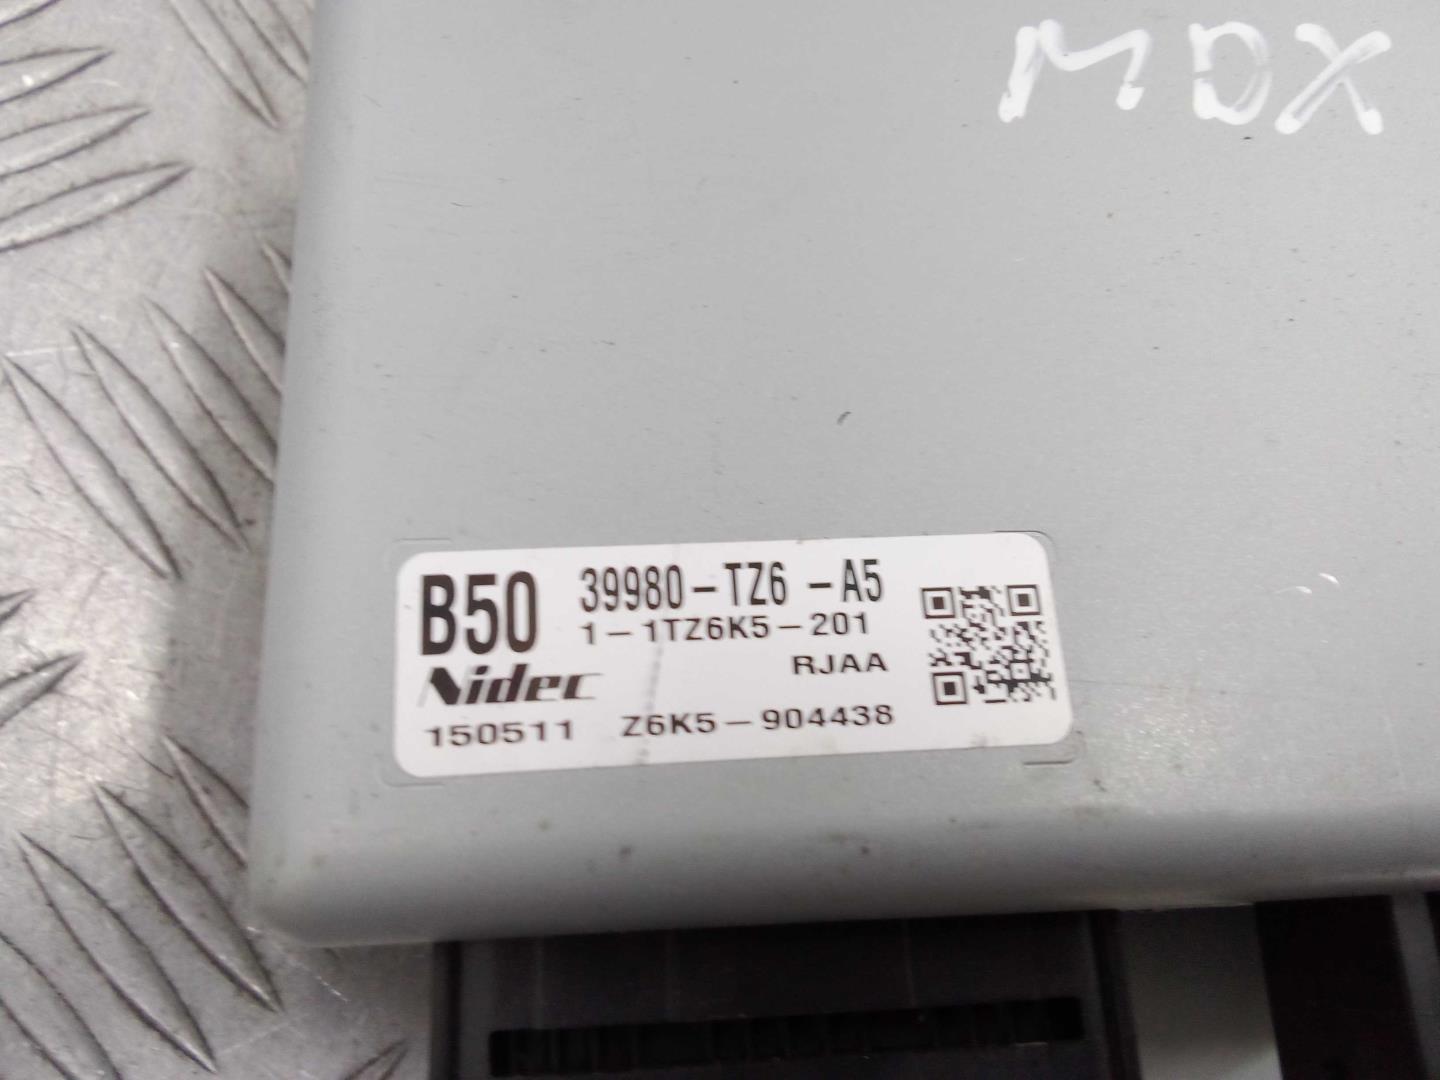 MDX
B50 39980-TZ6 -A5
1-1TZ6K5-201
Nidec RJAA
150511 Z6K5-904438